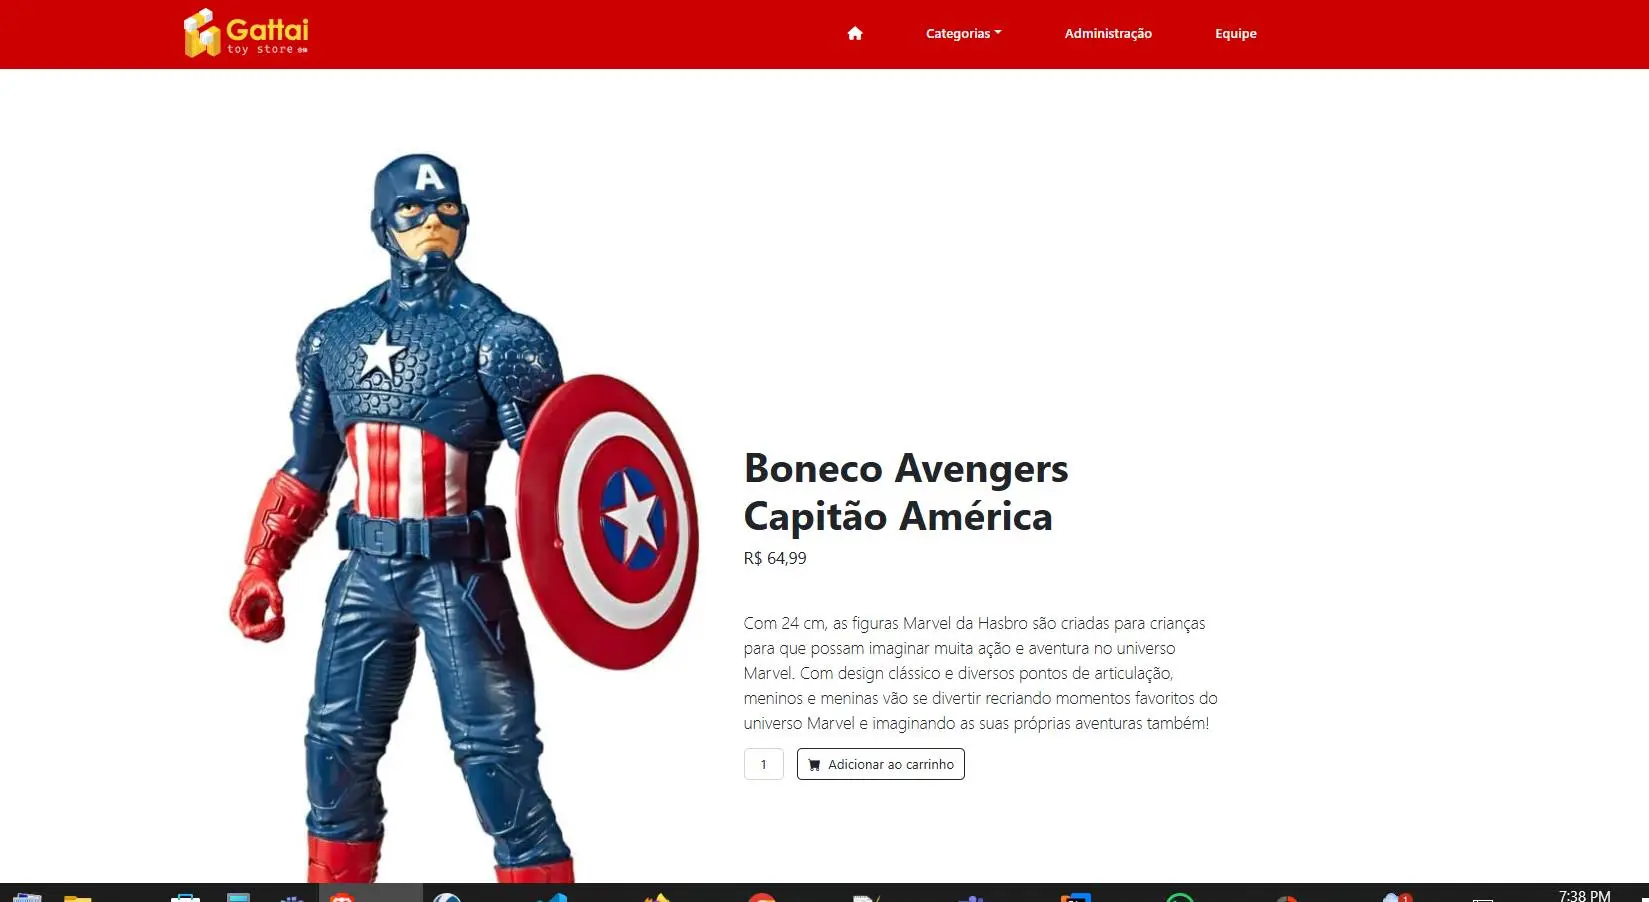 Gattai
toy store
Categorias
Administração
Equipe
A
Boneco Avengers
Capitão América
R$ 64,99
Com 24 cm, as figuras Marvel da Hasbro são criadas para crianças
para que possam imaginar muita ação e aventura no universo
Marvel. Com design clássico e diversos pontos de articulação,
meninos e meninas vão se divertir recriando momentos favoritos do
universo Marvel e imaginando as suas próprias aventuras também!
1
Adicionar ao carrinho
1
7:38 PM